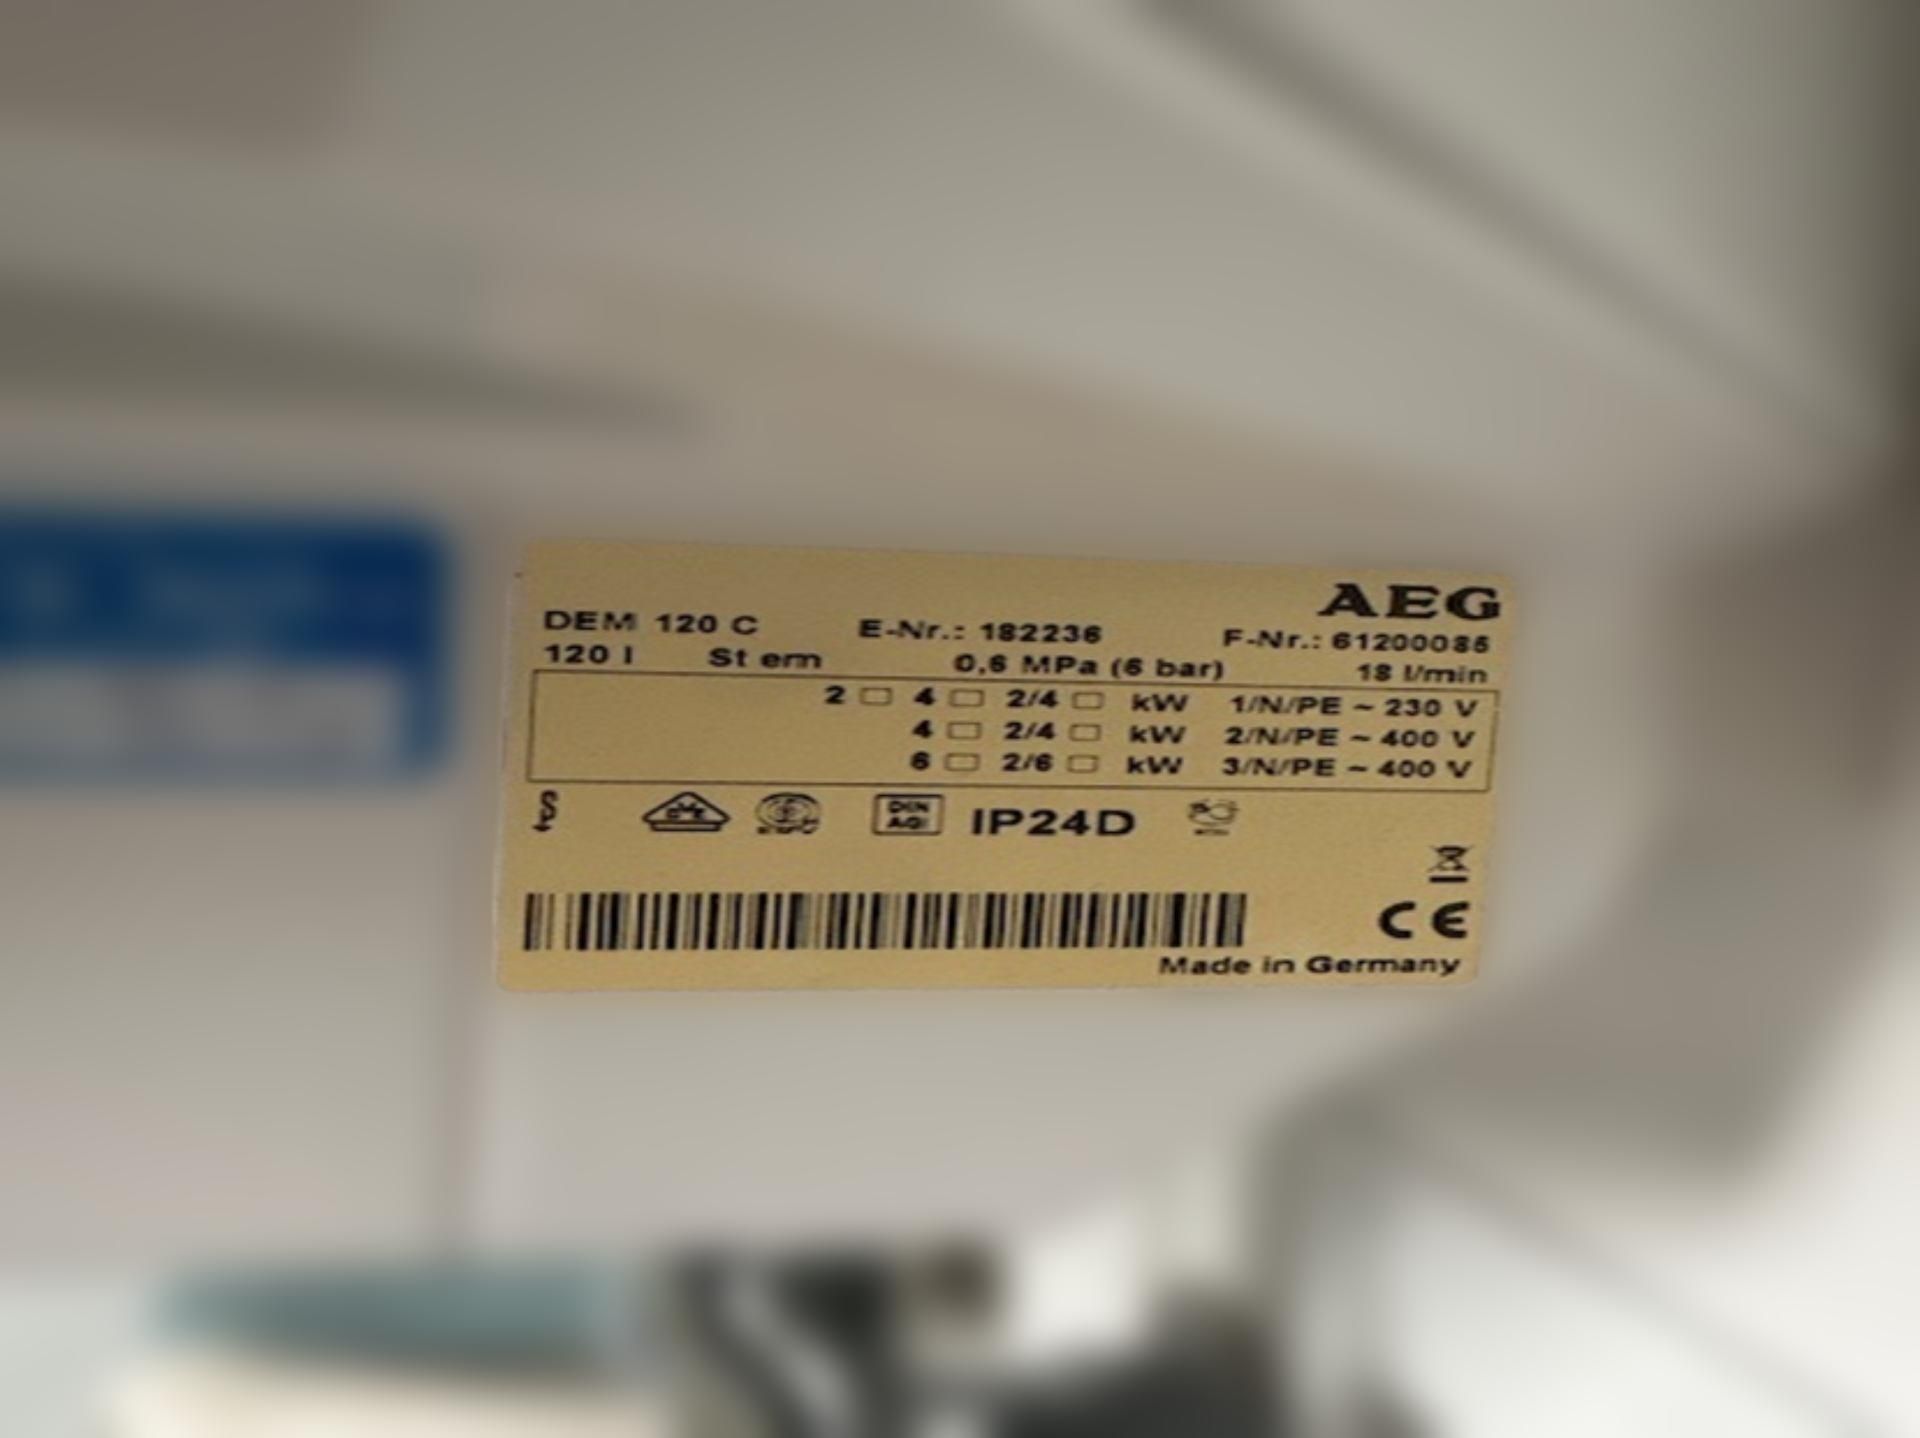 AEG
DEM 120 C E-Nr.: 182236 F-Nr.: 61200085
120 l St em 0,6 MPa (6 bar) 18 l/min
2 □ 4 □ 2/4 □ kW 1/N/PE ~ 230 V
4 □ 2/4 □ kW 2/N/PE ~ 400 V
6 □ 2/6 □ kW 3/N/PE ~ 400 V
DIN
IP24D
CE
Made in Germany